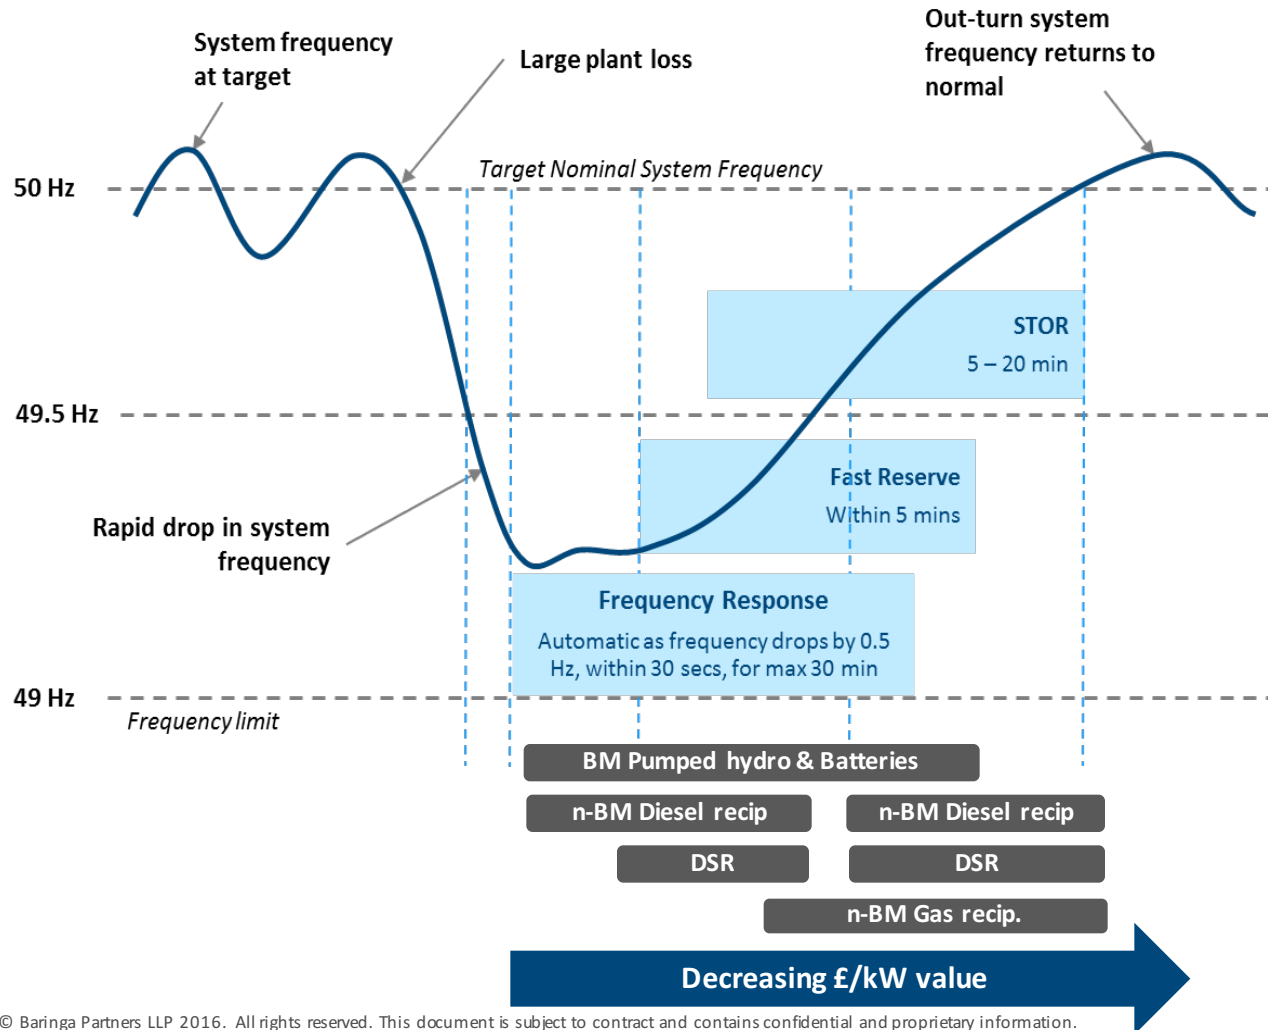 System frequency
at target
Large plant loss
Out-turn system
frequency returns to
normal
Target Nominal System Frequency
50 Hz
STOR
5 – 20 min
49.5 Hz
Fast Reserve
Within 5 mins
Rapid drop in system
frequency
Frequency Response
Automatic as frequency drops by 0.5
Hz, within 30 secs, for max 30 min
49 Hz
Frequency limit
BM Pumped hydro & Batteries
n-BM Diesel recip
n-BM Diesel recip
DSR
DSR
n-BM Gas recip.
Decreasing £/kW value
© Baringa Partners LLP 2016. All rights reserved. This document is subject to contract and contains confidential and proprietary information.